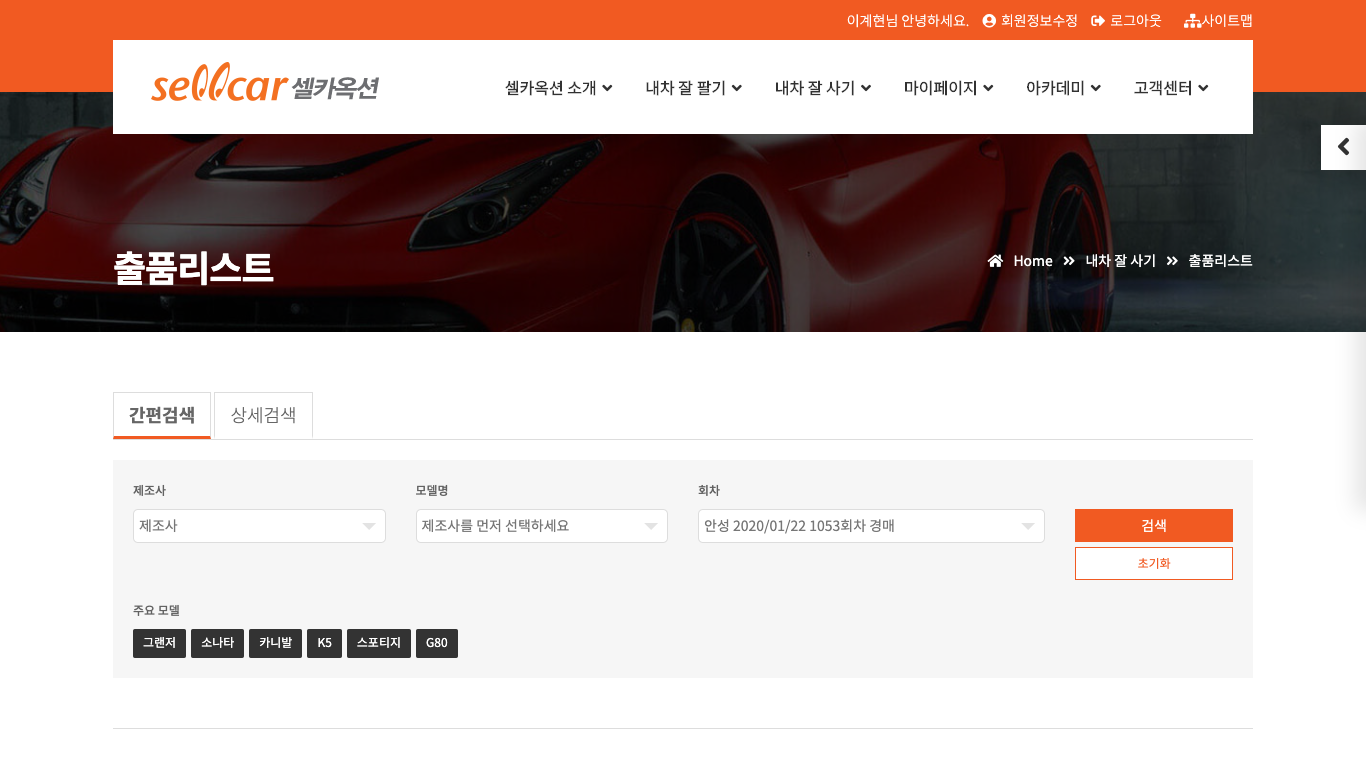 이계현님 안녕하세요. 회원정보수정 로그아웃 사이트맵
sellcar 셀카옥션
셀카옥션 소개 내차 잘 팔기 내차 잘 사기 마이페이지 아카데미 고객센터
출품리스트
Home 내차 잘 사기 출품리스트
간편검색 상세검색
제조사 모델명 회차
제조사 제조사를 먼저 선택하세요 안성 2020/01/22 1053회차 경매 검색
초기화
주요 모델
그랜저 소나타 카니발 K5 스포티지 G80